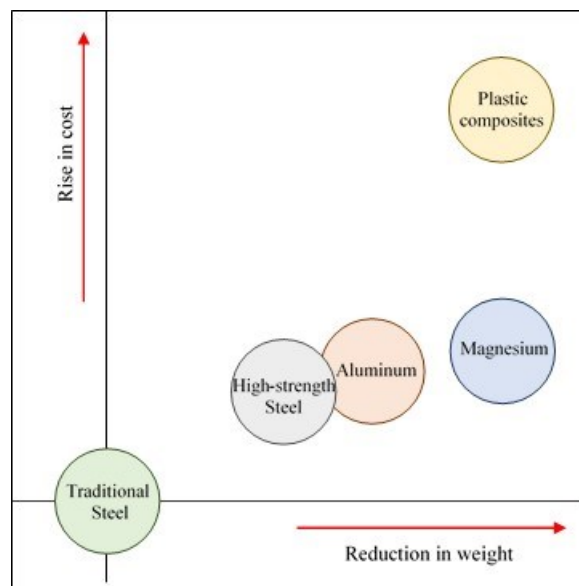 Rise in cost
Plastic
composites
Magnesium
Aluminum
High-strength
Steel
Traditional
Steel
Reduction in weight